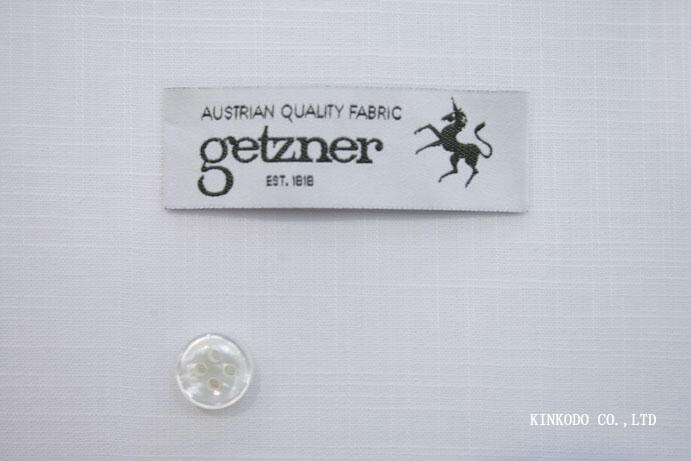 AUSTRIAN QUALITY FABRIC
getzner
EST. 1818
KINKODO CO.,LTD